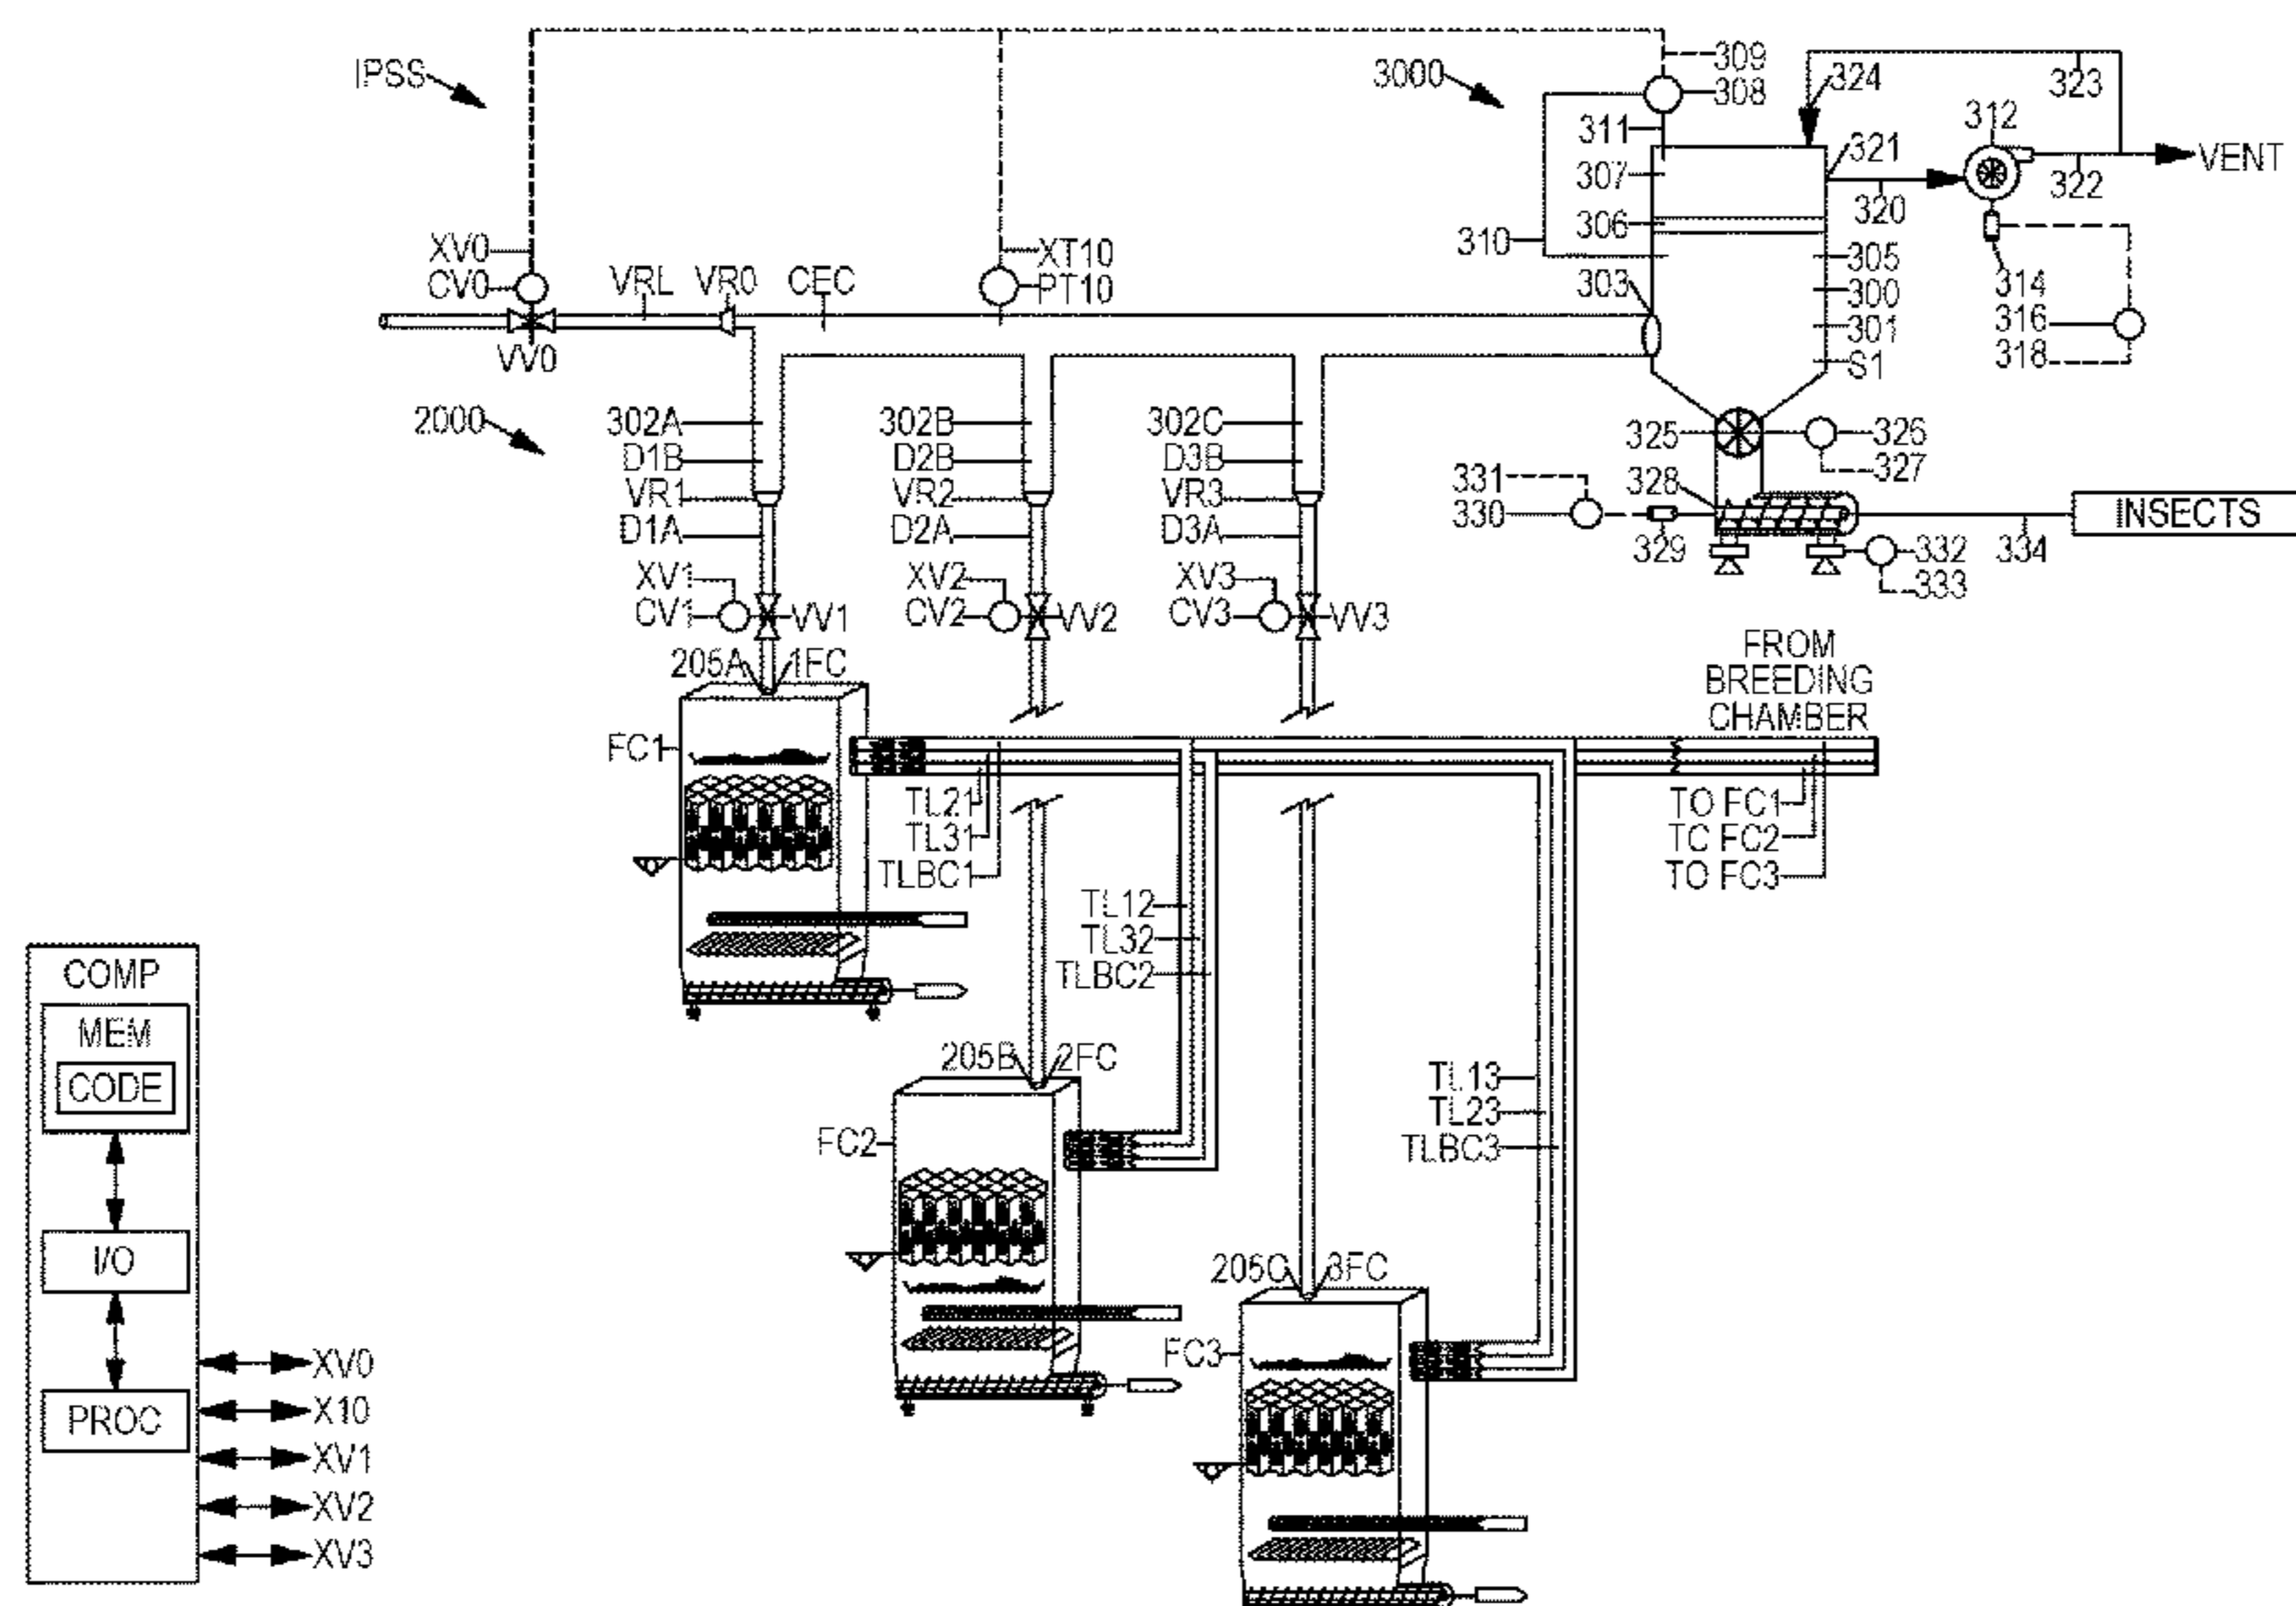 IPSS
3000
309
308
324
323
312
311
321
VENT
307
322
320
306
310
XV0
CV0
VRL
VR0
CEC
XT10
PT10
305
303
300
314
301
316
VV0
S1
318
2000
302A
302B
302C
325
326
D1B
D2B
D3B
327
331
328
VR1
VR2
VR3
330
INSECTS
D1A
D2A
D3A
329
334
332
333
XV1
XV2
XV3
CV1
VV1
CV2
VV2
CV3
VV3
205A
1FC
FROM
BREEDING
CHAMBER
FC1
TL21
TL31
TLBC1
TO FC1
TC FC2
TO FC3
TL12
TL32
TLBC2
COMP
MEM
CODE
205B
2FC
TL13
TL23
TLBC3
FC2
I/O
205C
3FC
FC3
XV0
PROC
X10
XV1
XV2
XV3